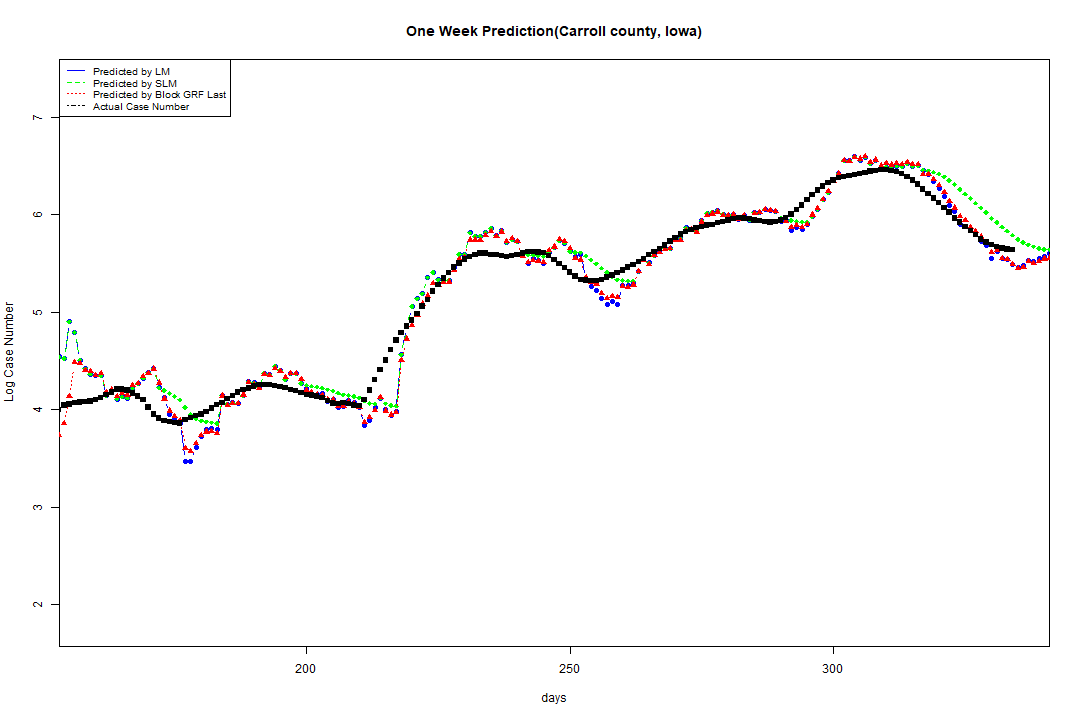 One Week Prediction(Carroll county, Iowa)
Predicted by LM
Predicted by SLM
Predicted by Block GRF Last
Actual Case Number
7
6
5
4
3
2
Log Case Number
200
250
300
days